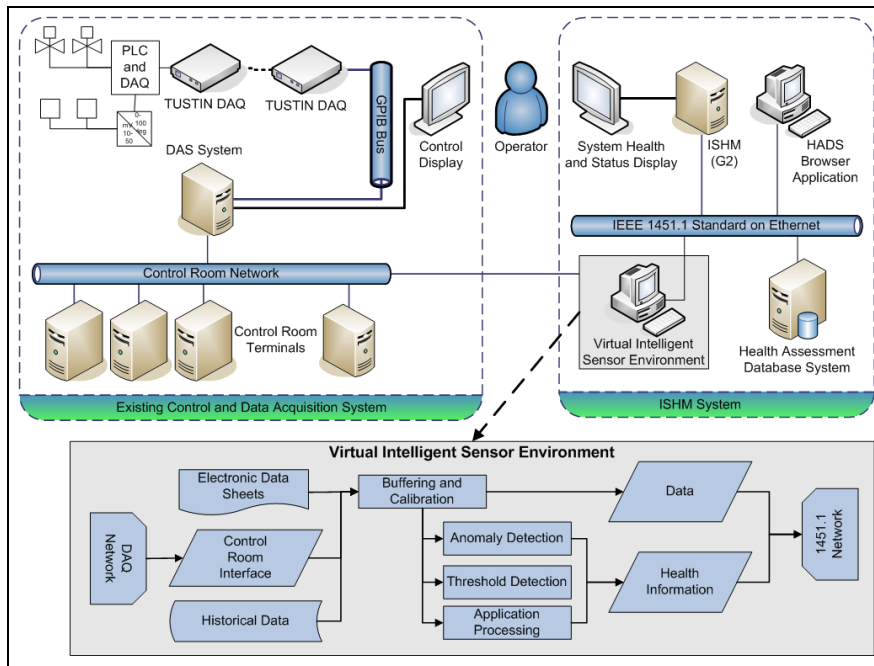 PLC
and
DAQ
TUSTIN DAQ
TUSTIN DAQ
GPIB Bus
mv
10-
50
0-
100
deg
DAS System
Control
Display
Operator
System Health
and Status Display
ISHM
(G2)
HADS
Browser
Application
IEEE 1451.1 Standard on Ethernet
Control Room Network
Control Room
Terminals
Virtual Intelligent
Sensor Environment
Health Assessment
Database System
Existing Control and Data Acquisition System
ISHM System
Virtual Intelligent Sensor Environment
Electronic Data
Sheets
Buffering and
Calibration
Data
DAQ
Network
Control
Room
Interface
Anomaly Detection
1451.1
Network
Threshold Detection
Health
Information
Historical Data
Application
Processing